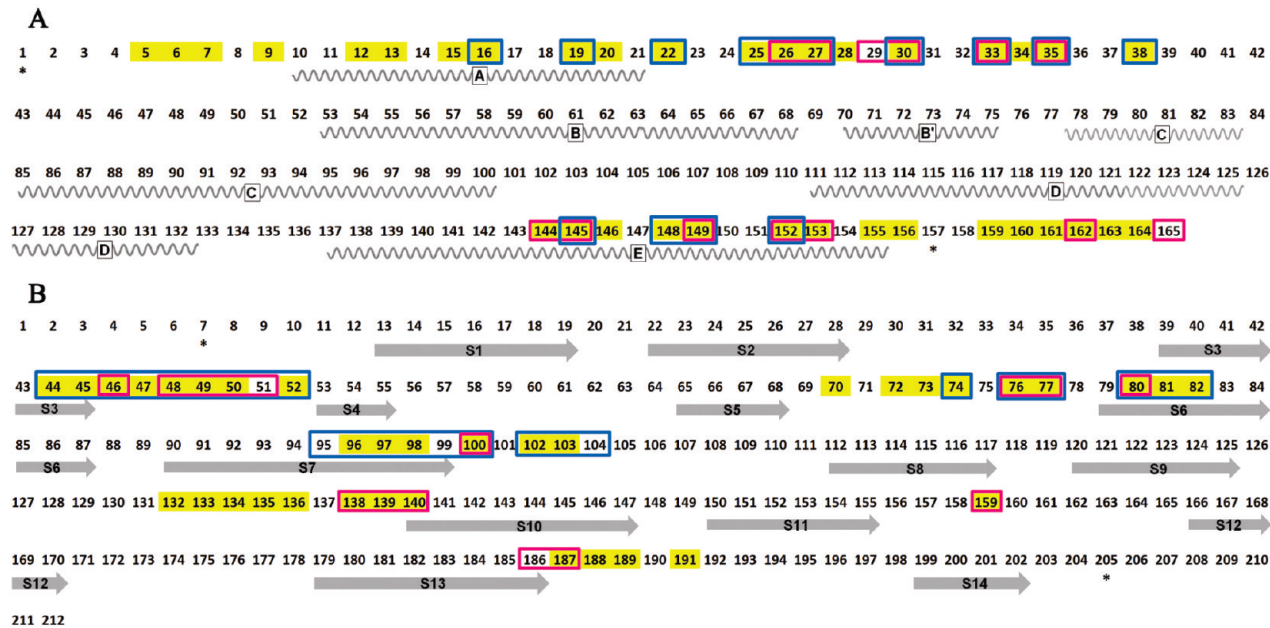 A
1 2 3 4 5 6 7 8 9 10 11 12 13 14 15 16 17 18 19 20 21 22 23 24 25 26 27 28 29 30 31 32 33 34 35 36 37 38 39 40 41 42
*
A
43 44 45 46 47 48 49 50 51 52 53 54 55 56 57 58 59 60 61 62 63 64 65 66 67 68 69 70 71 72 73 74 75 76 77 78 79 80 81 82 83 84
B B' C
85 86 87 88 89 90 91 92 93 94 95 96 97 98 99 100 101 102 103 104 105 106 107 108 109 110 111 112 113 114 115 116 117 118 119 120 121 122 123 124 125 126
C D
127 128 129 130 131 132 133 134 135 136 137 138 139 140 141 142 143 144 145 146 147 148 149 150 151 152 153 154 155 156 157 158 159 160 161 162 163 164 165
D E *
B
1 2 3 4 5 6 7 8 9 10 11 12 13 14 15 16 17 18 19 20 21 22 23 24 25 26 27 28 29 30 31 32 33 34 35 36 37 38 39 40 41 42
* S1 S2 S3
43 44 45 46 47 48 49 50 51 52 53 54 55 56 57 58 59 60 61 62 63 64 65 66 67 68 69 70 71 72 73 74 75 76 77 78 79 80 81 82 83 84
S3 S4 S5 S6
85 86 87 88 89 90 91 92 93 94 95 96 97 98 99 100 101 102 103 104 105 106 107 108 109 110 111 112 113 114 115 116 117 118 119 120 121 122 123 124 125 126
S6 S7 S8 S9
127 128 129 130 131 132 133 134 135 136 137 138 139 140 141 142 143 144 145 146 147 148 149 150 151 152 153 154 155 156 157 158 159 160 161 162 163 164 165 166 167 168
S10 S11 S12
169 170 171 172 173 174 175 176 177 178 179 180 181 182 183 184 185 186 187 188 189 190 191 192 193 194 195 196 197 198 199 200 201 202 203 204 205 206 207 208 209 210
S12 S13 S14 *
211 212